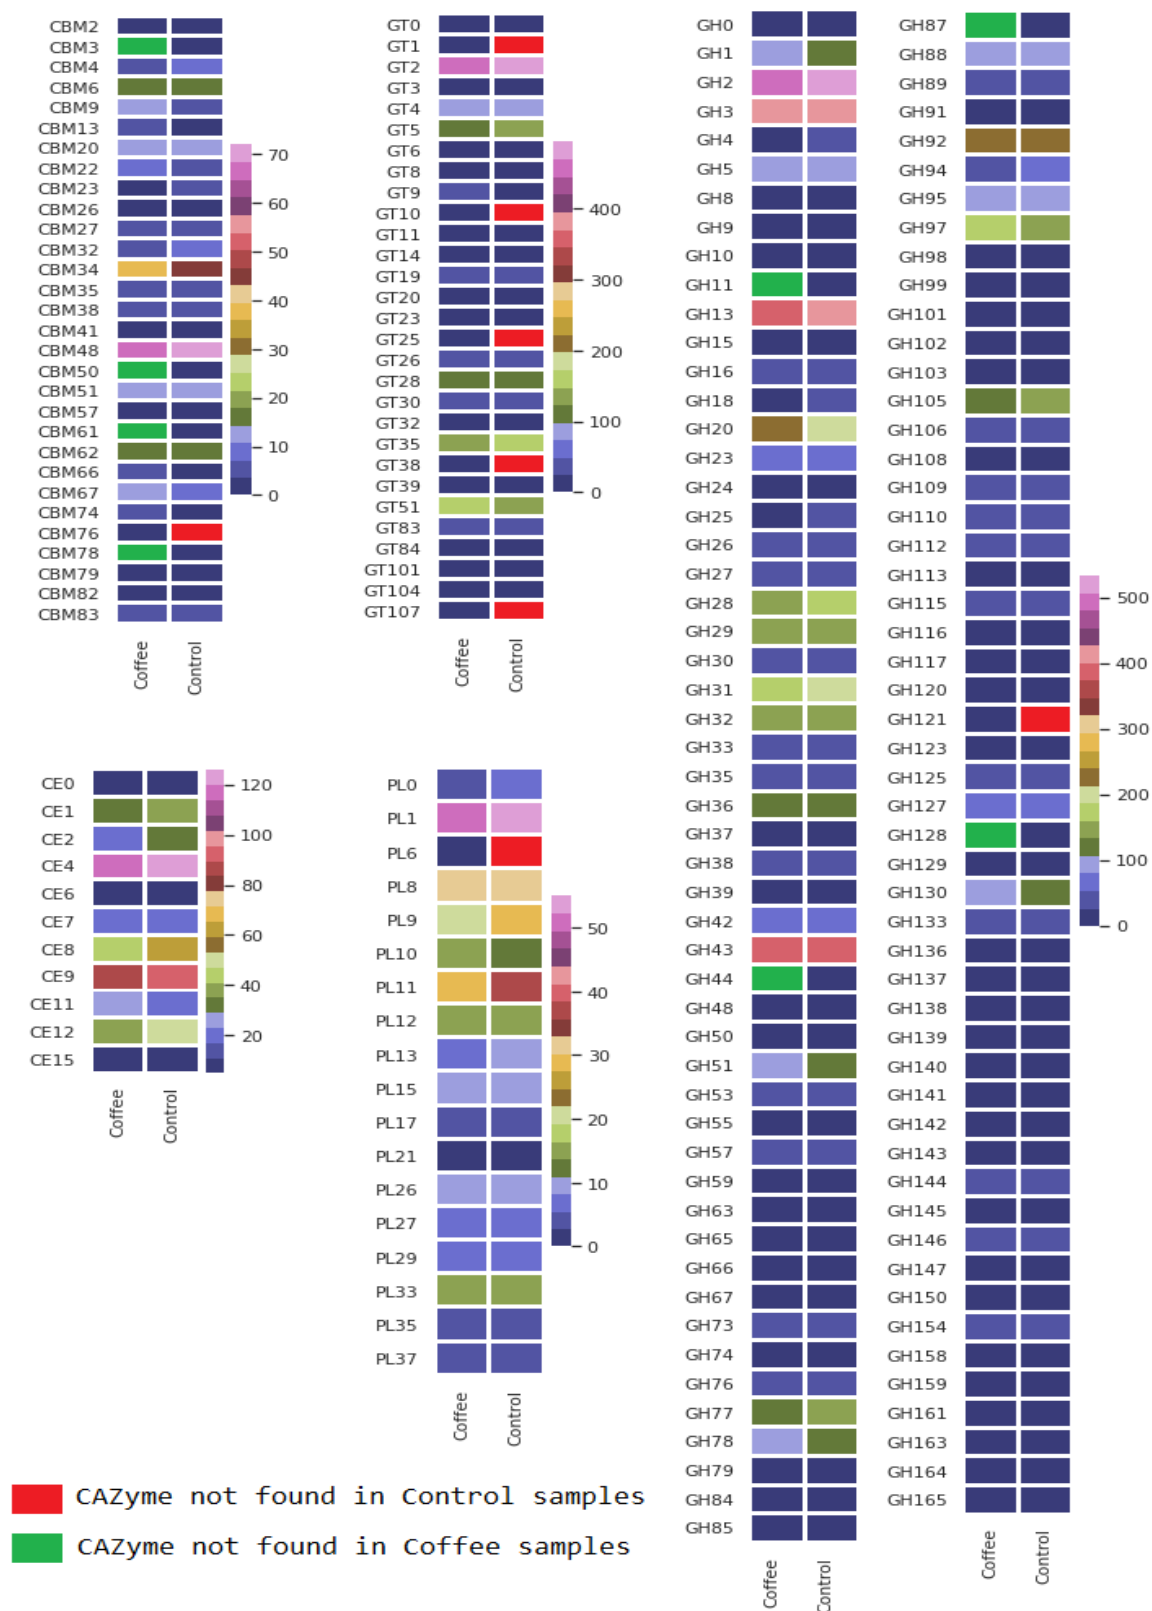 CBM2
CBM3
CBM4
CBM6
CBM9
CBM13
CBM20
CBM22
CBM23
CBM26
CBM27
CBM32
CBM34
CBM35
CBM38
CBM41
CBM48
CBM50
CBM51
CBM57
CBM61
CBM62
CBM66
CBM67
CBM74
CBM76
CBM78
CBM79
CBM82
CBM83
Coffee
Control
70
60
50
40
30
20
10
0
GT0
GT1
GT2
GT3
GT4
GT5
GT6
GT8
GT9
GT10
GT11
GT14
GT19
GT20
GT23
GT25
GT26
GT28
GT30
GT32
GT35
GT38
GT39
GT51
GT83
GT84
GT101
GT104
GT107
Coffee
Control
400
300
200
100
0
CE0
CE1
CE2
CE4
CE6
CE7
CE8
CE9
CE11
CE12
CE15
Coffee
Control
120
100
80
60
40
20
PL0
PL1
PL6
PL8
PL9
PL10
PL11
PL12
PL13
PL15
PL17
PL21
PL26
PL27
PL29
PL33
PL35
PL37
Coffee
Control
50
40
30
20
10
0
GH0
GH1
GH2
GH3
GH4
GH5
GH8
GH9
GH10
GH11
GH13
GH15
GH16
GH18
GH20
GH23
GH24
GH25
GH26
GH27
GH28
GH29
GH30
GH31
GH32
GH33
GH35
GH36
GH37
GH38
GH39
GH42
GH43
GH44
GH48
GH50
GH51
GH53
GH55
GH57
GH59
GH63
GH65
GH66
GH67
GH73
GH74
GH76
GH77
GH78
GH79
GH84
GH85
Coffee
Control
GH87
GH88
GH89
GH91
GH92
GH94
GH95
GH97
GH98
GH99
GH101
GH102
GH103
GH105
GH106
GH108
GH109
GH110
GH112
GH113
GH115
GH116
GH117
GH120
GH121
GH123
GH125
GH127
GH128
GH129
GH130
GH133
GH136
GH137
GH138
GH139
GH140
GH141
GH142
GH143
GH144
GH145
GH146
GH147
GH150
GH154
GH158
GH159
GH161
GH163
GH164
GH165
Coffee
Control
500
400
300
200
100
0
CAZyme not found in Control samples
CAZyme not found in Coffee samples